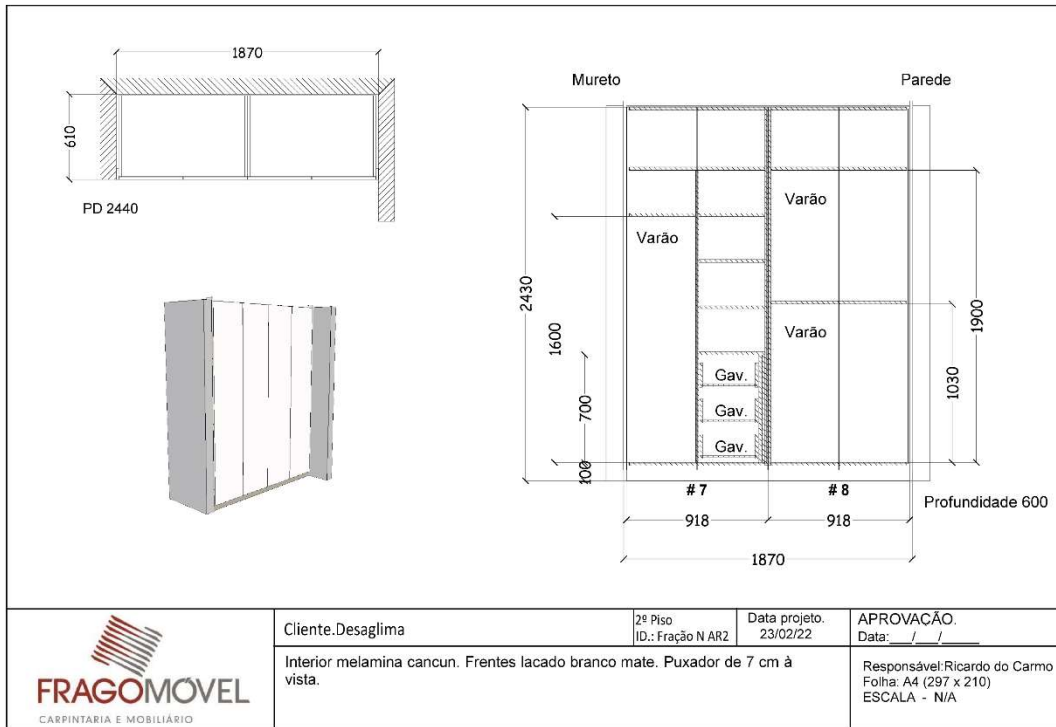 1870
610
PD 2440
Mureto
Parede
Varão
Varão
Varão
2430
1600
700
100
1900
1030
Gav.
Gav.
Gav.
# 7
# 8
918
918
Profundidade 600
1870
FRAGOMÓVEL
CARPINTARIA E MOBILIÁRIO
Cliente.Desaglima
2º Piso
ID.: Fração N AR2
Data projeto.
23/02/22
APROVAÇÃO.
Data:___/___/_____
Interior melamina cancun. Frentes lacado branco mate. Puxador de 7 cm à
vista.
Responsável:Ricardo do Carmo
Folha: A4 (297 x 210)
ESCALA - N/A